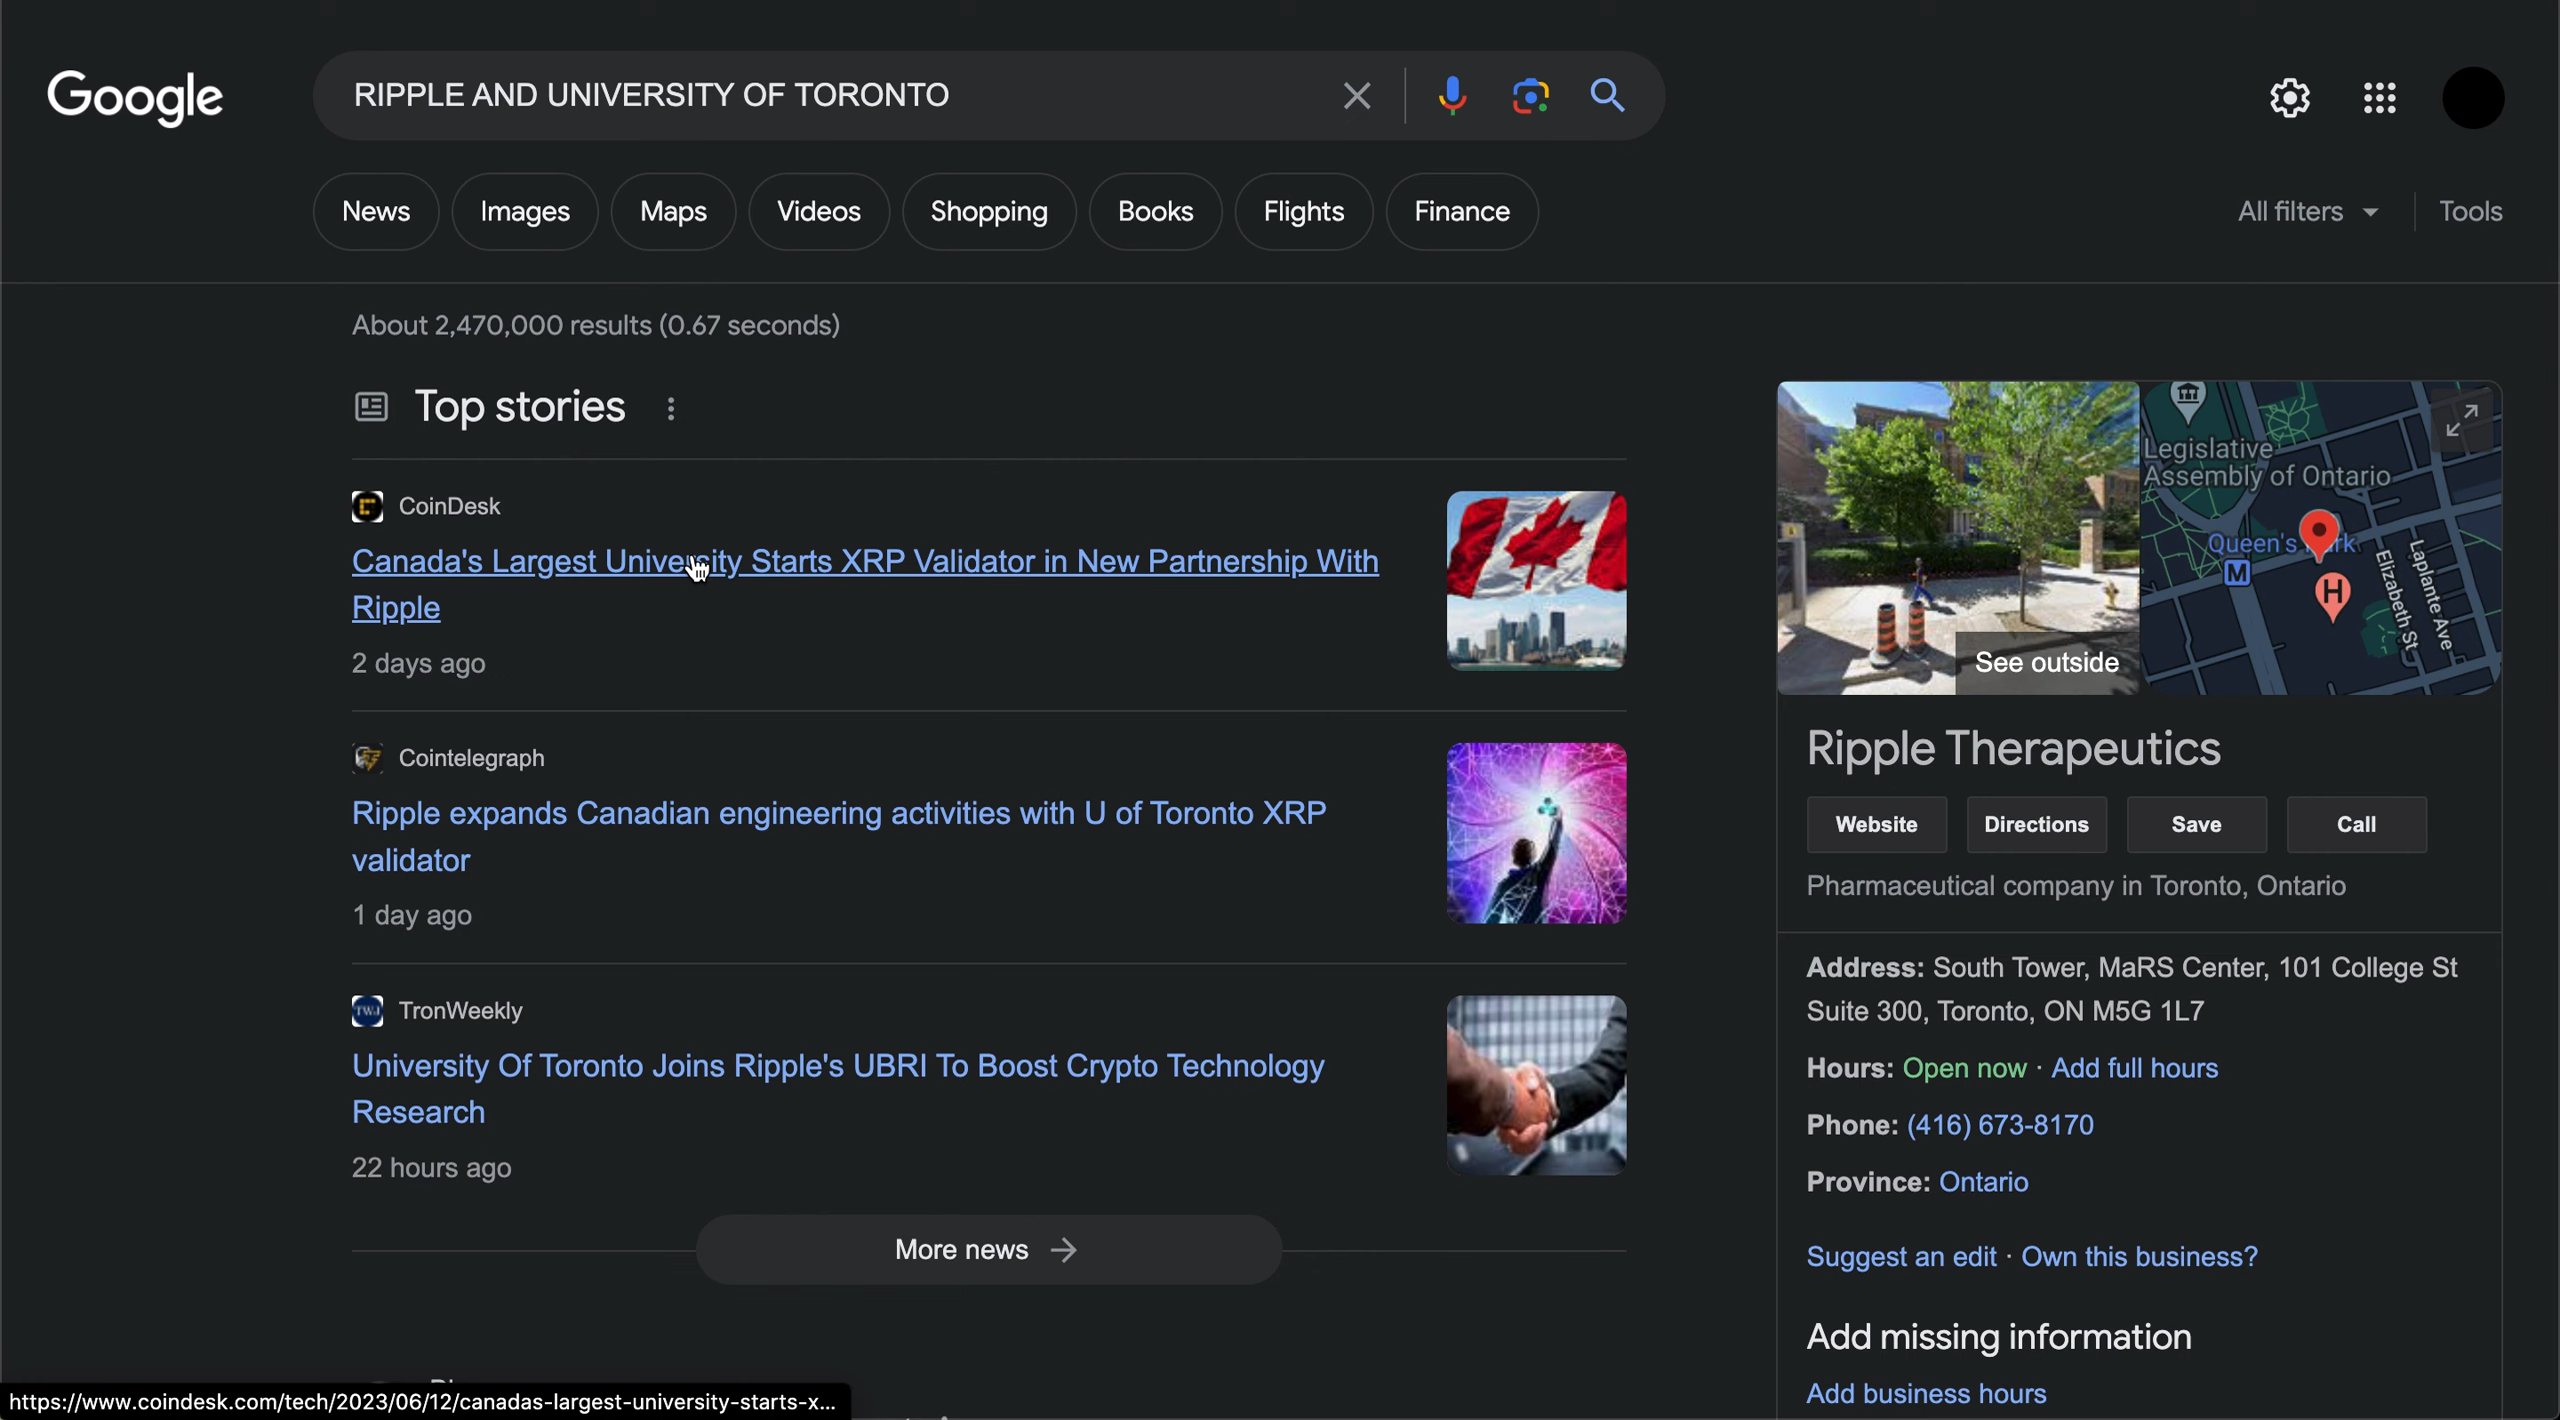 Google
RIPPLE AND UNIVERSITY OF TORONTO
News
Images
Maps
Videos
Shopping
Books
Flights
Finance
All filters
Tools
About 2,470,000 results (0.67 seconds)
Top stories
CoinDesk
Canada's Largest University Starts XRP Validator in New Partnership With
Ripple
2 days ago
Cointelegraph
Ripple expands Canadian engineering activities with U of Toronto XRP
validator
1 day ago
TWJ
TronWeekly
University Of Toronto Joins Ripple's UBRI To Boost Crypto Technology
Research
22 hours ago
More news
See outside
Legislative
Assembly of Ontario
Queen's
M
H
Elizabeth St
Laplante Ave
Ripple Therapeutics
Website
Directions
Save
Call
Pharmaceutical company in Toronto, Ontario
Address: South Tower, MaRS Center, 101 College St
Suite 300, Toronto, ON M5G 1L7
Hours: Open now · Add full hours
Phone: (416) 673-8170
Province: Ontario
Suggest an edit · Own this business?
Add missing information
Add business hours
https://www.coindesk.com/tech/2023/06/12/canadas-largest-university-starts-x...